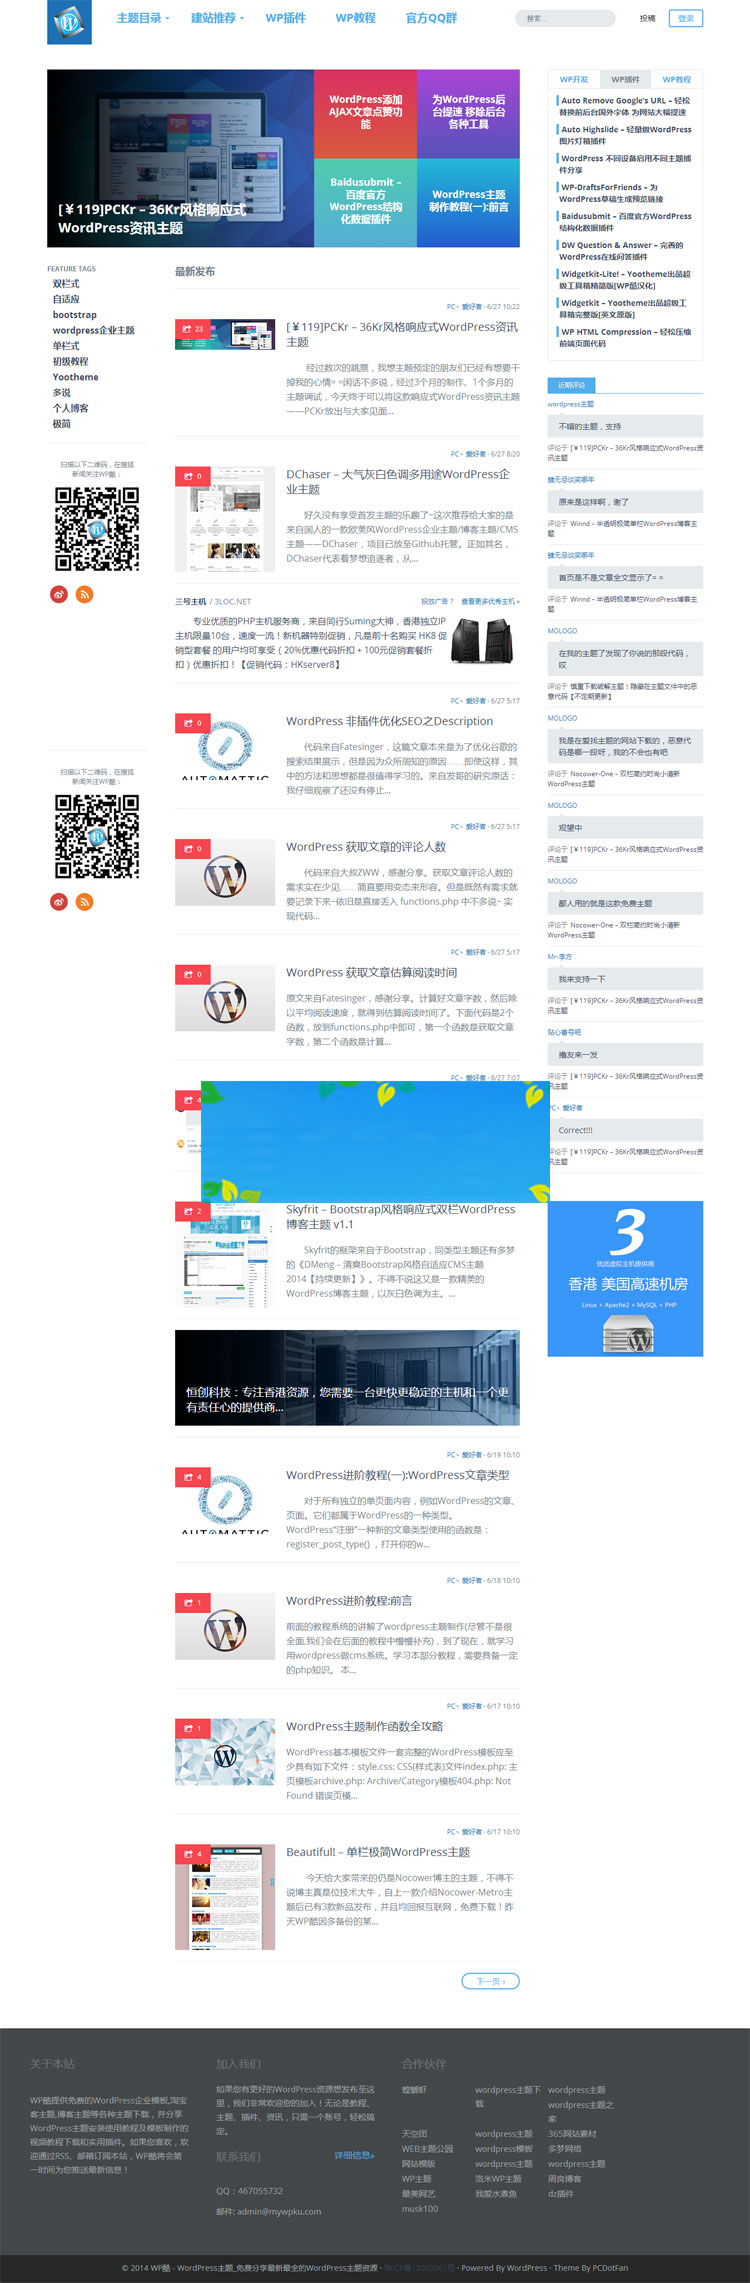 主题目录
建站推荐
WP插件
WP教程
官方QQ群
搜索...
投稿
登录
[￥119]PCKr – 36Kr风格响应式
WordPress资讯主题
WordPress添加
AJAX文章点赞功
能
为WordPress后
台提速 移除后台
各种工具
Baidusubmit –
百度官方
WordPress结构
化数据插件
WordPress主题
制作教程(一):前言
WP开发
WP插件
WP教程
Auto Remove Google's URL – 轻松
替换前后台国外字体 为网站大幅提速
Auto Highslide – 轻量级WordPress
图片灯箱插件
WordPress 不同设备启用不同主题插
件分享
WP-DraftsForFriends – 为
WordPress草稿生成预览链接
Baidusubmit – 百度官方WordPress
结构化数据插件
DW Question & Answer – 完善的
WordPress在线问答插件
Widgetkit-Lite! – Yootheme出品超
级工具箱精简版[WP酷汉化]
Widgetkit – Yootheme出品超级工
具箱完整版[英文原版]
WP HTML Compression – 轻松压缩
前端页面代码
FEATURE TAGS
双栏式
自适应
bootstrap
wordpress企业主题
单栏式
初级教程
Yootheme
多说
个人博客
极简
扫描以下二维码，在搜狐
新闻关注WP酷：
扫描以下二维码，在搜狐
新闻关注WP酷：
最新发布
PC~ 爱好者 · 6/27 10:22
23
[￥119]PCKr – 36Kr风格响应式WordPress资讯
主题
经过数次的跳票，我想主题预定的朋友们已经有想要干
掉我的心情= =闲话不多说，经过3个月的制作、1个多月的
主题调试，今天终于可以将这款响应式WordPress资讯主题
——PCKr放出与大家见面...
PC~ 爱好者 · 6/27 8:20
0
DChaser – 大气灰白色调多用途WordPress企
业主题
好久没有享受首发主题的乐趣了~这次推荐给大家的是
来自国人的一款欧美风WordPress企业主题/博客主题/CMS
主题——DChaser，项目已放至Github托管。正如其名，
DChaser代表着梦想追逐者，从...
三号主机 / 3LOC.NET
投放广告？ 查看更多优秀主机 »
专业优质的PHP主机服务商，来自同行Suming大神，香港独立IP
主机限量10台，速度一流！新机器特别促销，凡是前十名购买 HK8 促
销型套餐 的用户均可享受（20%优惠代码折扣 + 100元促销套餐折
扣）优惠折扣！【促销代码：HKserver8】
PC~ 爱好者 · 6/27 5:17
0
AUTOMATTIC
WordPress 非插件优化SEO之Description
代码来自Fatesinger，这篇文章本来是为了优化谷歌的
搜索结果展示，但是因为众所周知的原因……即使这样，其
中的方法和思想都是很值得学习的。来自发哥的研究原话：
我仔细观察了还没有停止...
PC~ 爱好者 · 6/27 5:17
0
WordPress 获取文章的评论人数
代码来自大叔ZWW，感谢分享。获取文章评论人数的
需求实在少见……简直要用变态来形容。但是既然有需求就
要记录下来~依旧是直接丢入 functions.php 中不多说~ 实
现代码...
PC~ 爱好者 · 6/27 5:17
0
WordPress 获取文章估算阅读时间
原文来自Fatesinger，感谢分享。计算好文章字数，然后除
以平均阅读速度，就得到估算阅读时间了。下面代码是2个
函数，放到functions.php中即可，第一个函数是获取文章
字数，第二个函数是计算...
PC~ 爱好者 · 6/27 7:07
4
2
Skyfrit – Bootstrap风格响应式双栏WordPress
博客主题 v1.1
Skyfrit的框架来自于Bootstrap，同类型主题还有多梦
的《DMeng – 清爽Bootstrap风格自适应CMS主题
2014【持续更新】》。不得不说这又是一款精美的
WordPress博客主题，以灰白色调为主。...
恒创科技：专注香港资源，您需要一台更快更稳定的主机和一个更
有责任心的提供商...
PC~ 爱好者 · 6/19 10:10
4
AUTOMATTIC
WordPress进阶教程(一):WordPress文章类型
对于所有独立的单页面内容，例如WordPress的文章、
页面。它们都属于WordPress的一种类型。
WordPress“注册”一种新的文章类型使用的函数是：
register_post_type() ，打开你的w...
PC~ 爱好者 · 6/18 10:10
1
WordPress进阶教程:前言
前面的教程系统的讲解了wordpress主题制作(尽管不是很
全面,我们会在后面的教程中慢慢补充)，到了现在，就学习
用wordpress做cms系统。学习本部分教程，需要具备一定
的php知识。 本...
PC~ 爱好者 · 6/17 10:10
1
WordPress主题制作函数全攻略
WordPress基本模板文件一套完整的WordPress模板应至
少具有如下文件：style.css: CSS(样式表)文件index.php: 主
页模板archive.php: Archive/Category模板404.php: Not
Found 错误页模...
PC~ 爱好者 · 6/17 10:10
4
Beautiful! – 单栏极简WordPress主题
今天给大家带来的仍是Nocower博主的主题，不得不
说博主真是位技术大牛，自上一款介绍Nocower-Metro主
题后已有3款新品发布，并且均回报互联网，免费下载！昨
天WP酷因多备份的某...
下一页 ›
近期评论
wordpress主题
不错的主题，支持
评论于 [￥119]PCKr – 36Kr风格响应式WordPress资
讯主题
肆无忌谈笑哪年
原来是这样啊，谢了
评论于 Winnd – 半透明极简单栏WordPress博客主
题
肆无忌谈笑哪年
首页是不是文章全文显示了= =
评论于 Winnd – 半透明极简单栏WordPress博客主
题
MOLOGO
在我的主题了发现了你说的那段代码，
哎
评论于 慎重下载破解主题！隐藏在主题文件中的恶
意代码【不定期更新】
MOLOGO
我是在爱找主题的网站下载的，恶意代
码是哪一段呀，我的不会也有吧
评论于 Nocower-One – 双栏简约时尚小清新
WordPress主题
MOLOGO
观望中
评论于 [￥119]PCKr – 36Kr风格响应式WordPress资
讯主题
MOLOGO
鄙人用的就是这款免费主题
评论于 Nocower-One – 双栏简约时尚小清新
WordPress主题
Mr-李方
我来支持一下
评论于 [￥119]PCKr – 36Kr风格响应式WordPress资
讯主题
贴心番号吧
撸友来一发
评论于 [￥119]PCKr – 36Kr风格响应式WordPress资
讯主题
PC~ 爱好者
Correct!!!
评论于 [￥119]PCKr – 36Kr风格响应式WordPress资
讯主题
3
优质虚拟主机提供商
香港 美国高速机房
Linux + Apache2 + MySQL + PHP
关于本站
WP酷提供免费的WordPress企业模板,淘宝
客主题,博客主题等各种主题下载，并分享
WordPress主题安装使用教程及模板制作的
视频教程下载和实用插件。如果您喜欢，欢
迎通过RSS、邮箱订阅本站，WP酷将会第
一时间为您推送最新信息！
加入我们
如果您有更好的WordPress资源想发布至这
里，我们非常欢迎您的加入！无论是教程、
主题、插件、资讯，只需一个账号，轻松搞
定。
详细信息»
联系我们
QQ：467055732
邮件: admin@mywpku.com
合作伙伴
螳螂虾
wordpress主题下
载
wordpress主题
wordpress主题之
家
天空团
wordpress主题
365网站素材
WEB主题公园
wordpress模板
多梦网络
网站模版
wordpress主题
wordpress主题
WP主题
洛米WP主题
周良博客
最美网艺
我爱水煮鱼
dz插件
musk100
© 2014 WP酷 - WordPress主题_免费分享最新最全的WordPress主题资源 · 陕ICP备13002067号 · Powered By WordPress · Theme By PCDotFan